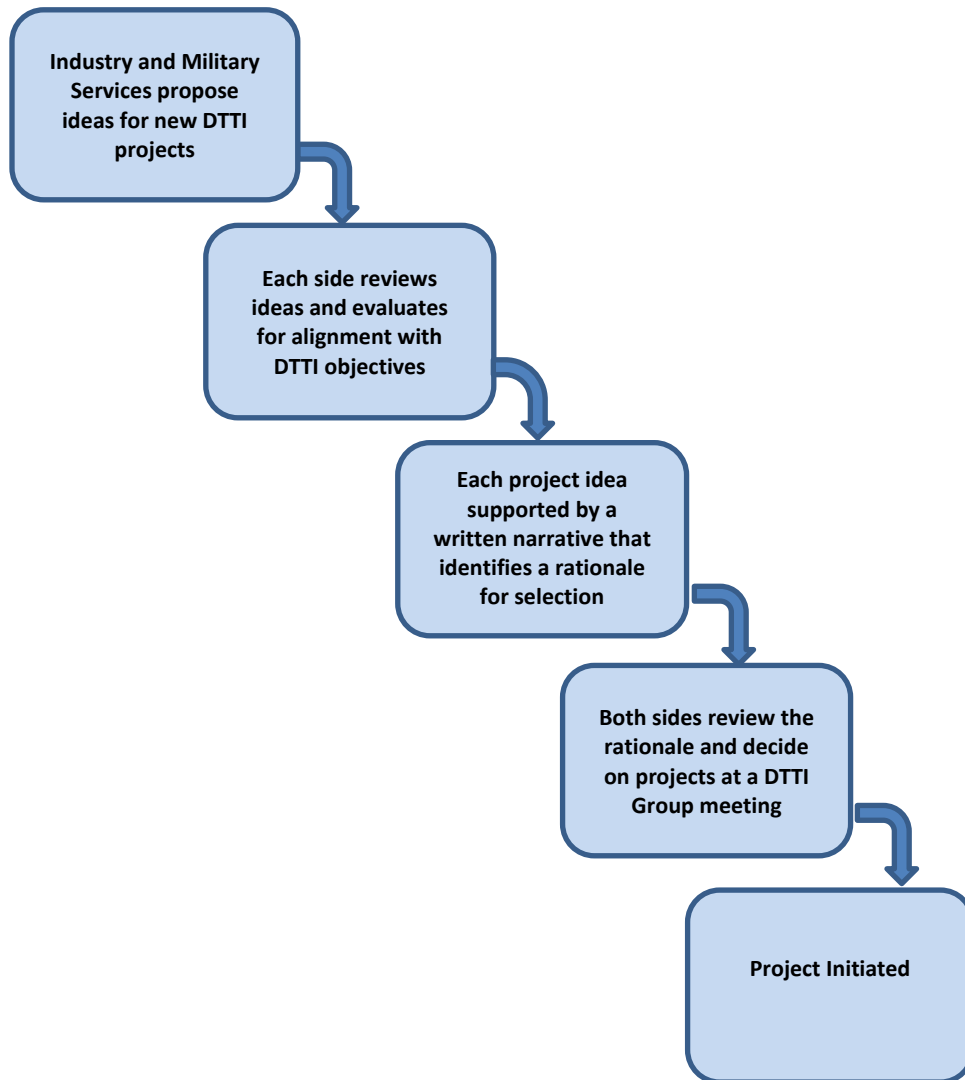 Industry and Military
Services propose
ideas for new DTTI
projects
Each side reviews
ideas and evaluates
for alignment with
DTTI objectives
Each project idea
supported by a
written narrative that
identifies a rationale
for selection
Both sides review the
rationale and decide
on projects at a DTTI
Group meeting
Project Initiated